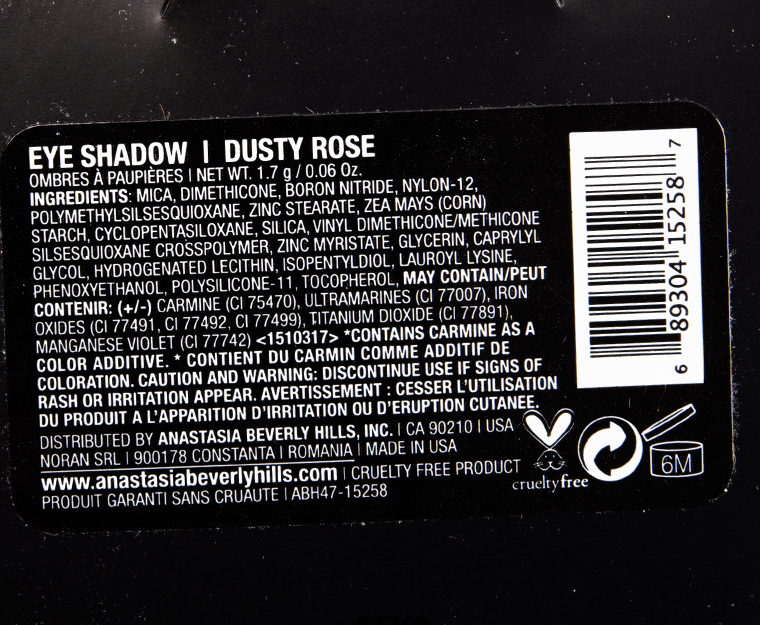 EYE SHADOW | DUSTY ROSE
OMBRES À PAUPIÈRES | NET WT. 1.7 g / 0.06 Oz.
INGREDIENTS: MICA, DIMETHICONE, BORON NITRIDE, NYLON-12,
POLYMETHYLSILSESQUIOXANE, ZINC STEARATE, ZEA MAYS (CORN)
STARCH, CYCLOPENTASILOXANE, SILICA, VINYL DIMETHICONE/METHICONE
SILSESQUIOXANE CROSSPOLYMER, ZINC MYRISTATE, GLYCERIN, CAPRYLYL
GLYCOL, HYDROGENATED LECITHIN, ISOPENTYLDIOL, LAUROYL LYSINE,
PHENOXYETHANOL, POLYSILICONE-11, TOCOPHEROL, MAY CONTAIN/PEUT
CONTENIR: (+/-) CARMINE (CI 75470), ULTRAMARINES (CI 77007), IRON
OXIDES (CI 77491, CI 77492, CI 77499), TITANIUM DIOXIDE (CI 77891),
MANGANESE VIOLET (CI 77742) <1510317> *CONTAINS CARMINE AS A
COLOR ADDITIVE. * CONTIENT DU CARMIN COMME ADDITIF DE
COLORATION. CAUTION AND WARNING: DISCONTINUE USE IF SIGNS OF
RASH OR IRRITATION APPEAR. AVERTISSEMENT : CESSER L'UTILISATION
DU PRODUIT A L'APPARITION D'IRRITATION OU D'ERUPTION CUTANEE.
DISTRIBUTED BY ANASTASIA BEVERLY HILLS, INC. | CA 90210 | USA
NORAN SRL | 900178 CONSTANTA | ROMANIA | MADE IN USA
www.anastasiabeverlyhills.com | CRUELTY FREE PRODUCT
PRODUIT GARANTI SANS CRUAUTE | ABH47-15258
crueltyfree
6M
6 89304 15258 7